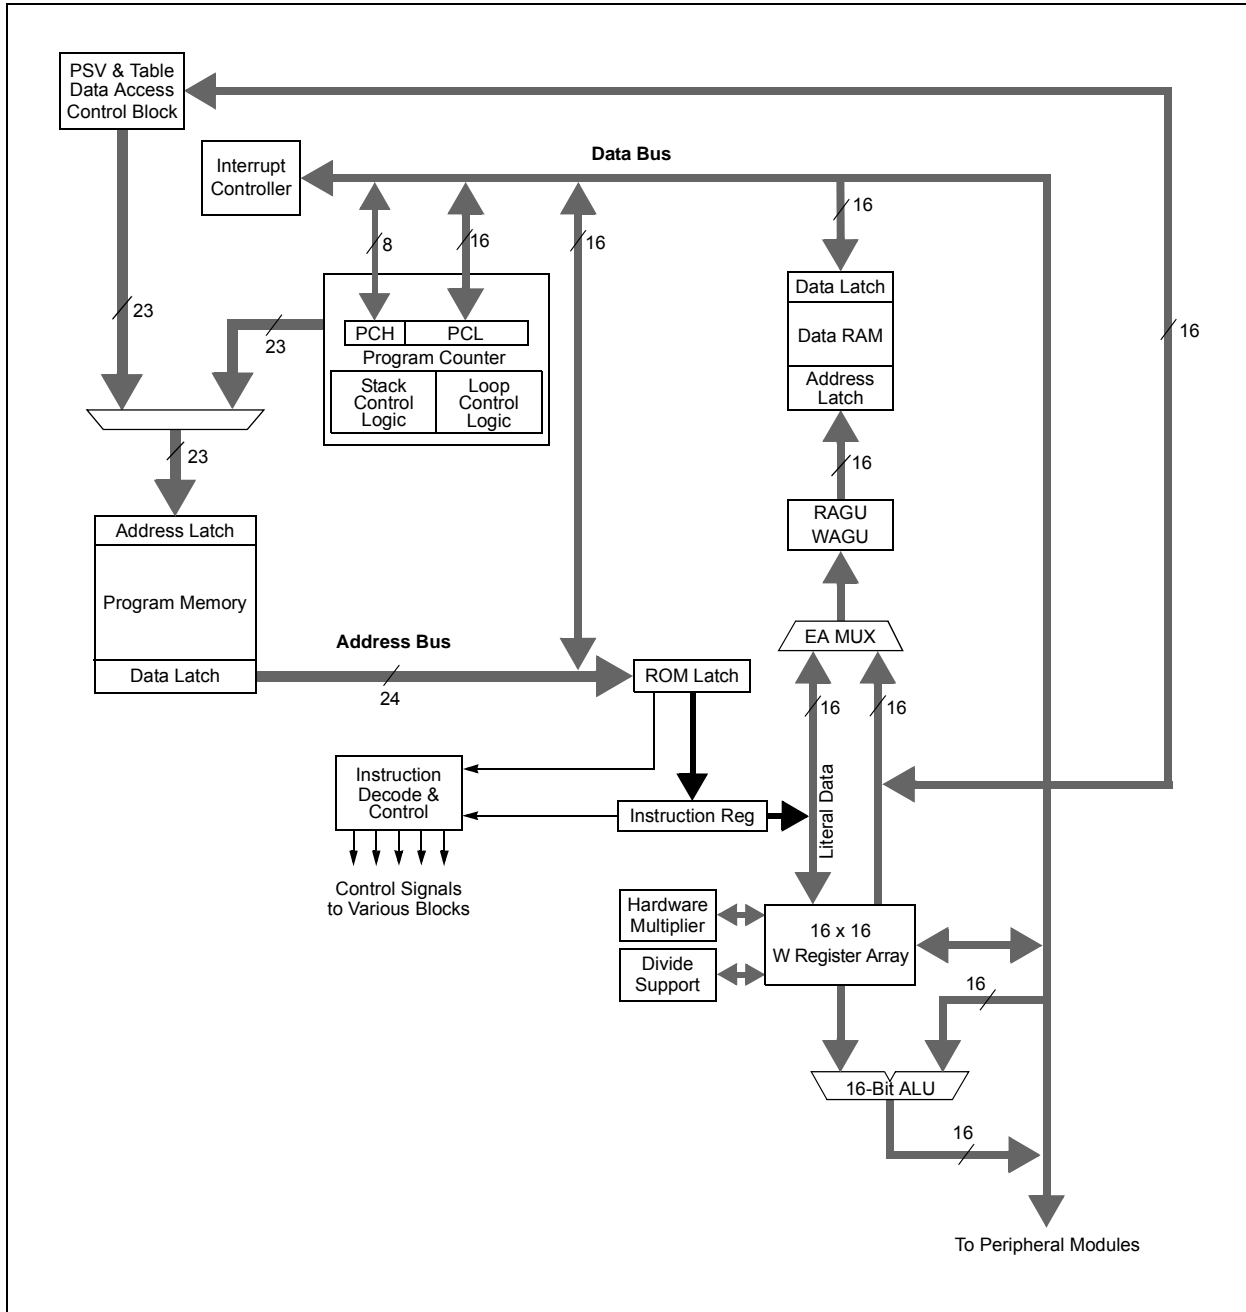 PSV & Table
Data Access
Control Block
Interrupt
Controller
Data Bus
8
16
16
16
23
23
16
PCH
PCL
Program Counter
Stack
Control
Logic
Loop
Control
Logic
Data Latch
Data RAM
Address
Latch
23
16
RAGU
WAGU
Address Latch
Program Memory
Data Latch
Address Bus
24
EA MUX
ROM Latch
16
16
Literal Data
Instruction
Decode &
Control
Instruction Reg
Control Signals
to Various Blocks
Hardware
Multiplier
16 x 16
W Register Array
Divide
Support
16
16-Bit ALU
16
To Peripheral Modules